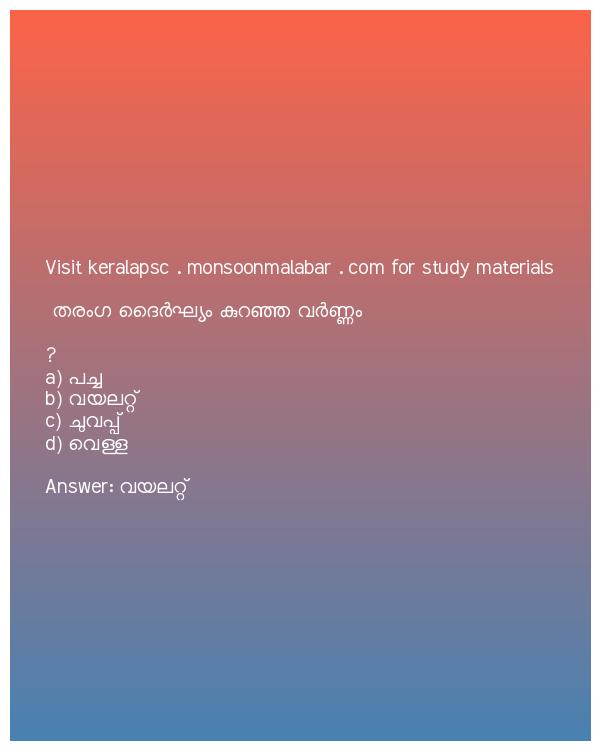 Visit keralapsc . monsoonmalabar . com for study materials
തരംഗ ദൈർഘ്യം കുറഞ്ഞ വർണ്ണം
?
a) പച്ച
b) വയലറ്റ്
c) ചുവപ്പ്
d) വെള്ള
Answer: വയലറ്റ്